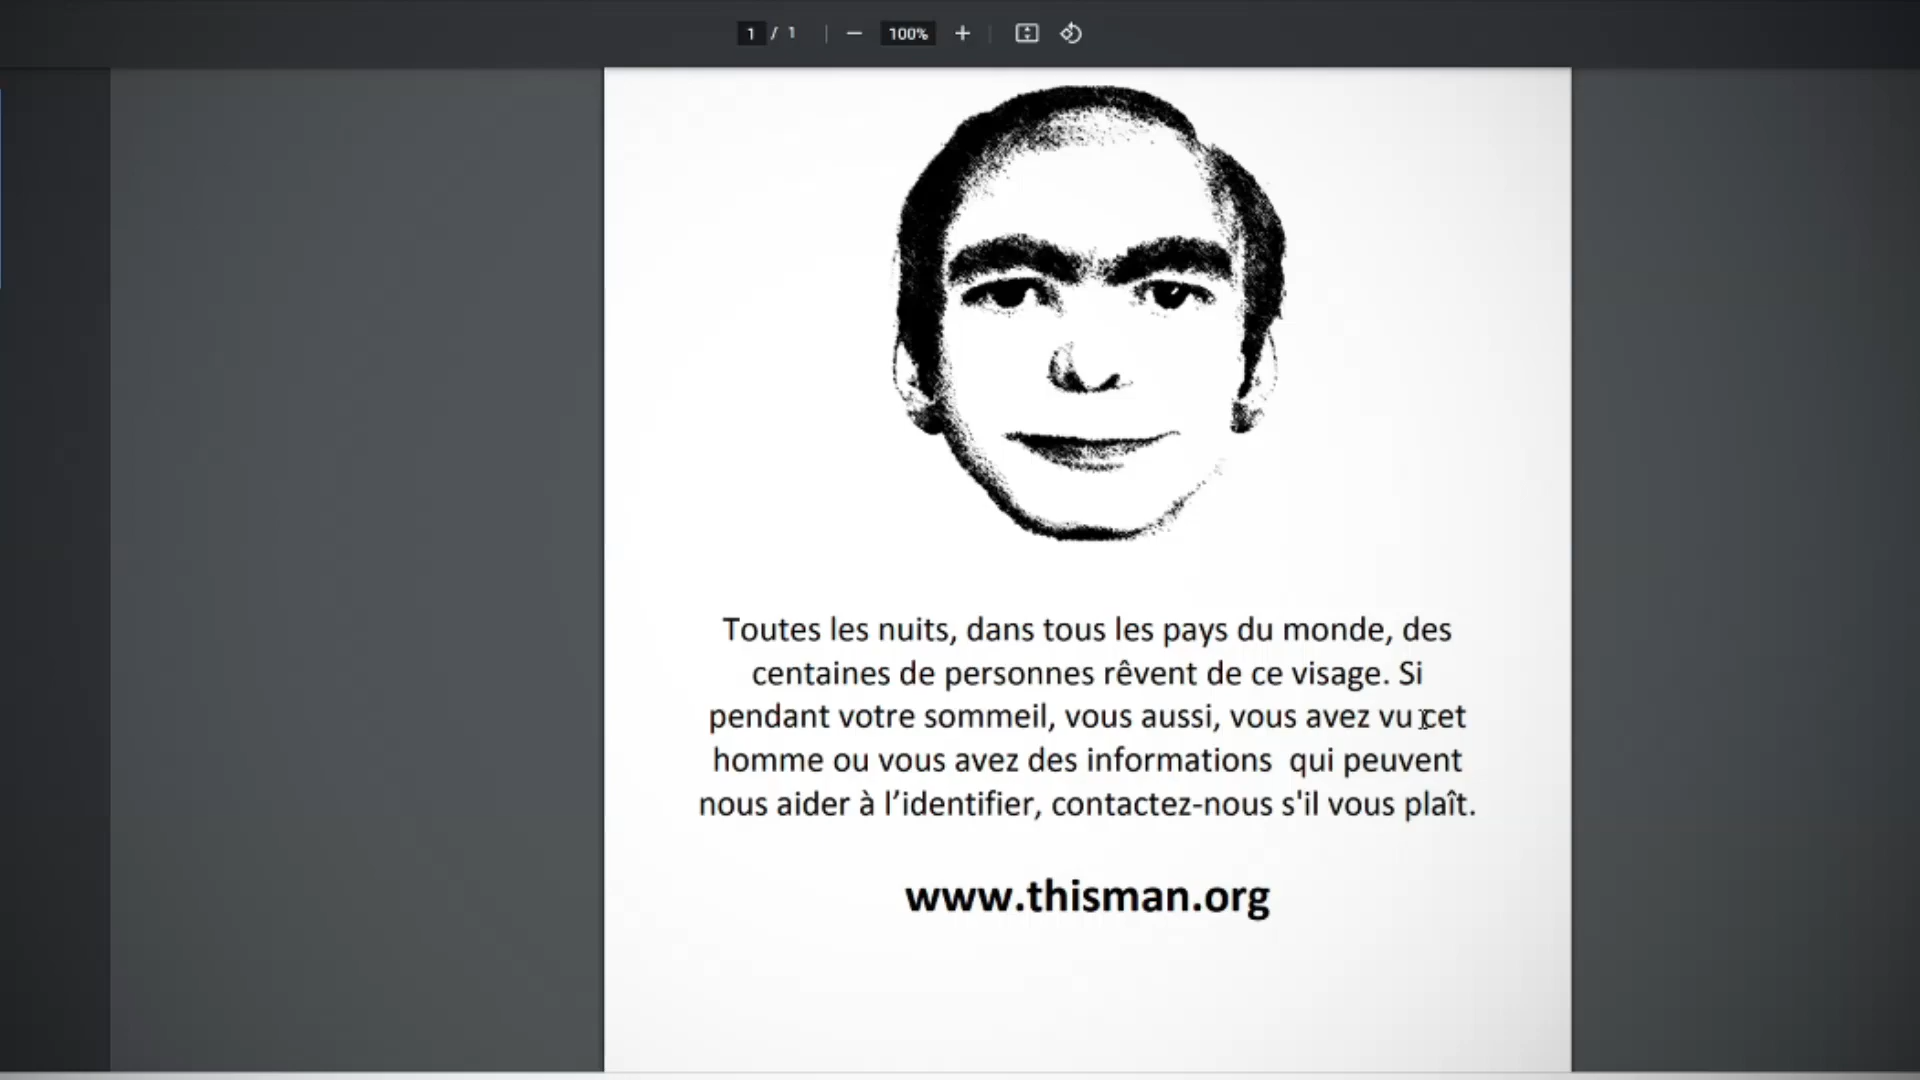 1 / 1 100%
Toutes les nuits, dans tous les pays du monde, des
centaines de personnes rêvent de ce visage. Si
pendant votre sommeil, vous aussi, vous avez vu cet
homme ou vous avez des informations  qui peuvent
nous aider à l’identifier, contactez-nous s'il vous plaît.
www.thisman.org